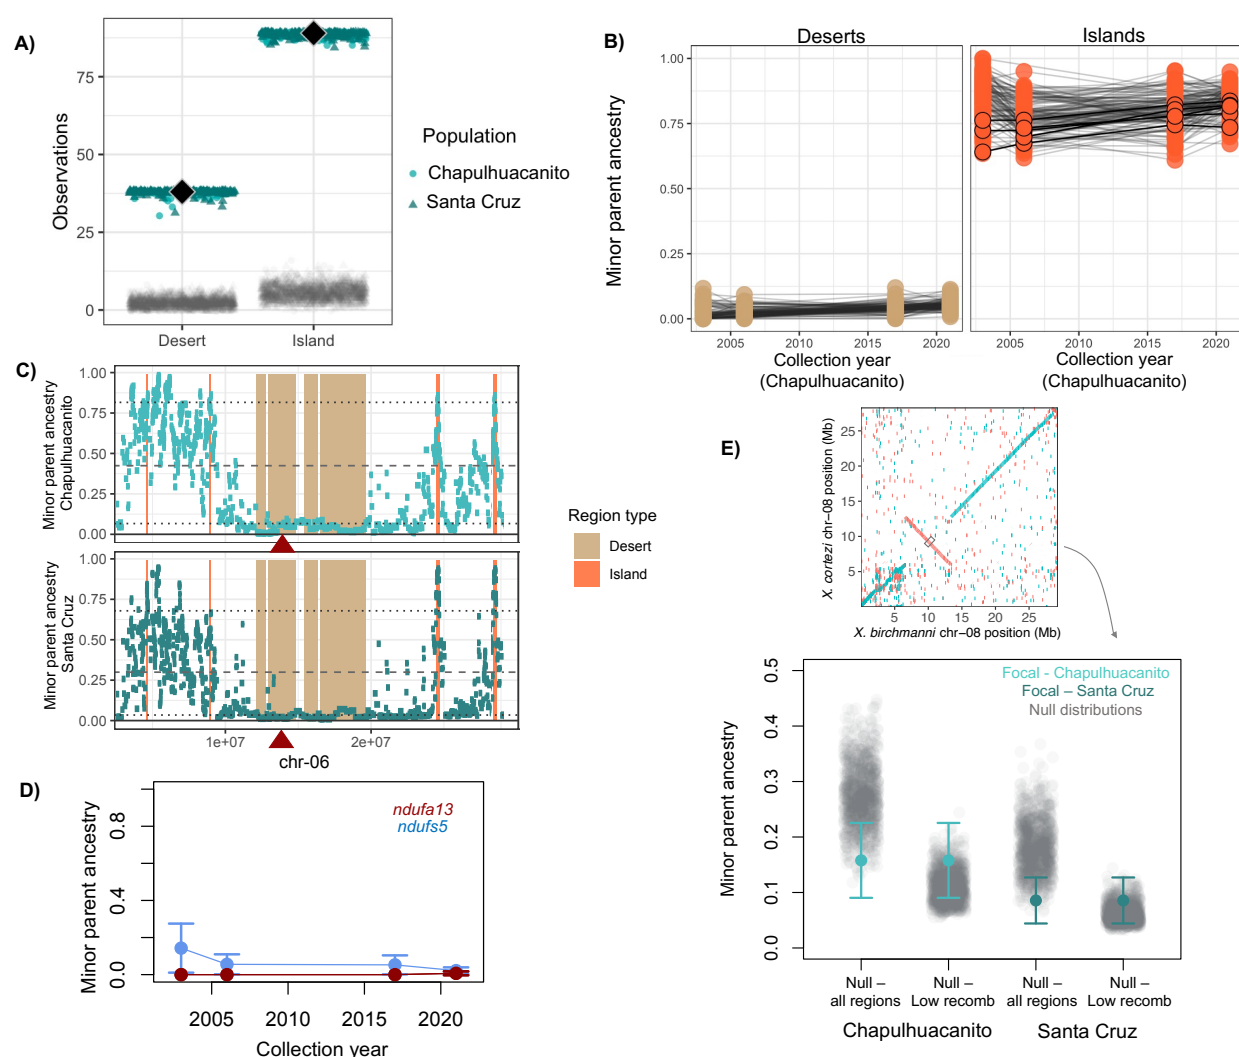 A)
Observations
75
50
25
0
Desert
Island
Population
Chapulhuacanito
Santa Cruz
B)
Deserts
Islands
Minor parent ancestry
1.00
0.75
0.50
0.25
0.00
2005
2010
2015
2020
2005
2010
2015
2020
Collection year
(Chapulhuacanito)
Collection year
(Chapulhuacanito)
C)
Minor parent ancestry
Chapulhuacanito
1.00
0.75
0.50
0.25
0.00
Minor parent ancestry
Santa Cruz
1.00
0.75
0.50
0.25
0.00
1e+07
2e+07
chr-06
Region type
Desert
Island
D)
Minor parent ancestry
0.8
0.4
0.0
ndufa13
ndufs5
2005
2010
2015
2020
Collection year
E)
X. cortezi chr-08 position (Mb)
25
20
15
10
5
5
10
15
20
25
X. birchmanni chr-08 position (Mb)
Minor parent ancestry
0.5
0.4
0.3
0.2
0.1
0.0
Focal - Chapulhuacanito
Focal – Santa Cruz
Null distributions
Null –
all regions
Null –
Low recomb
Null –
all regions
Null –
Low recomb
Chapulhuacanito
Santa Cruz